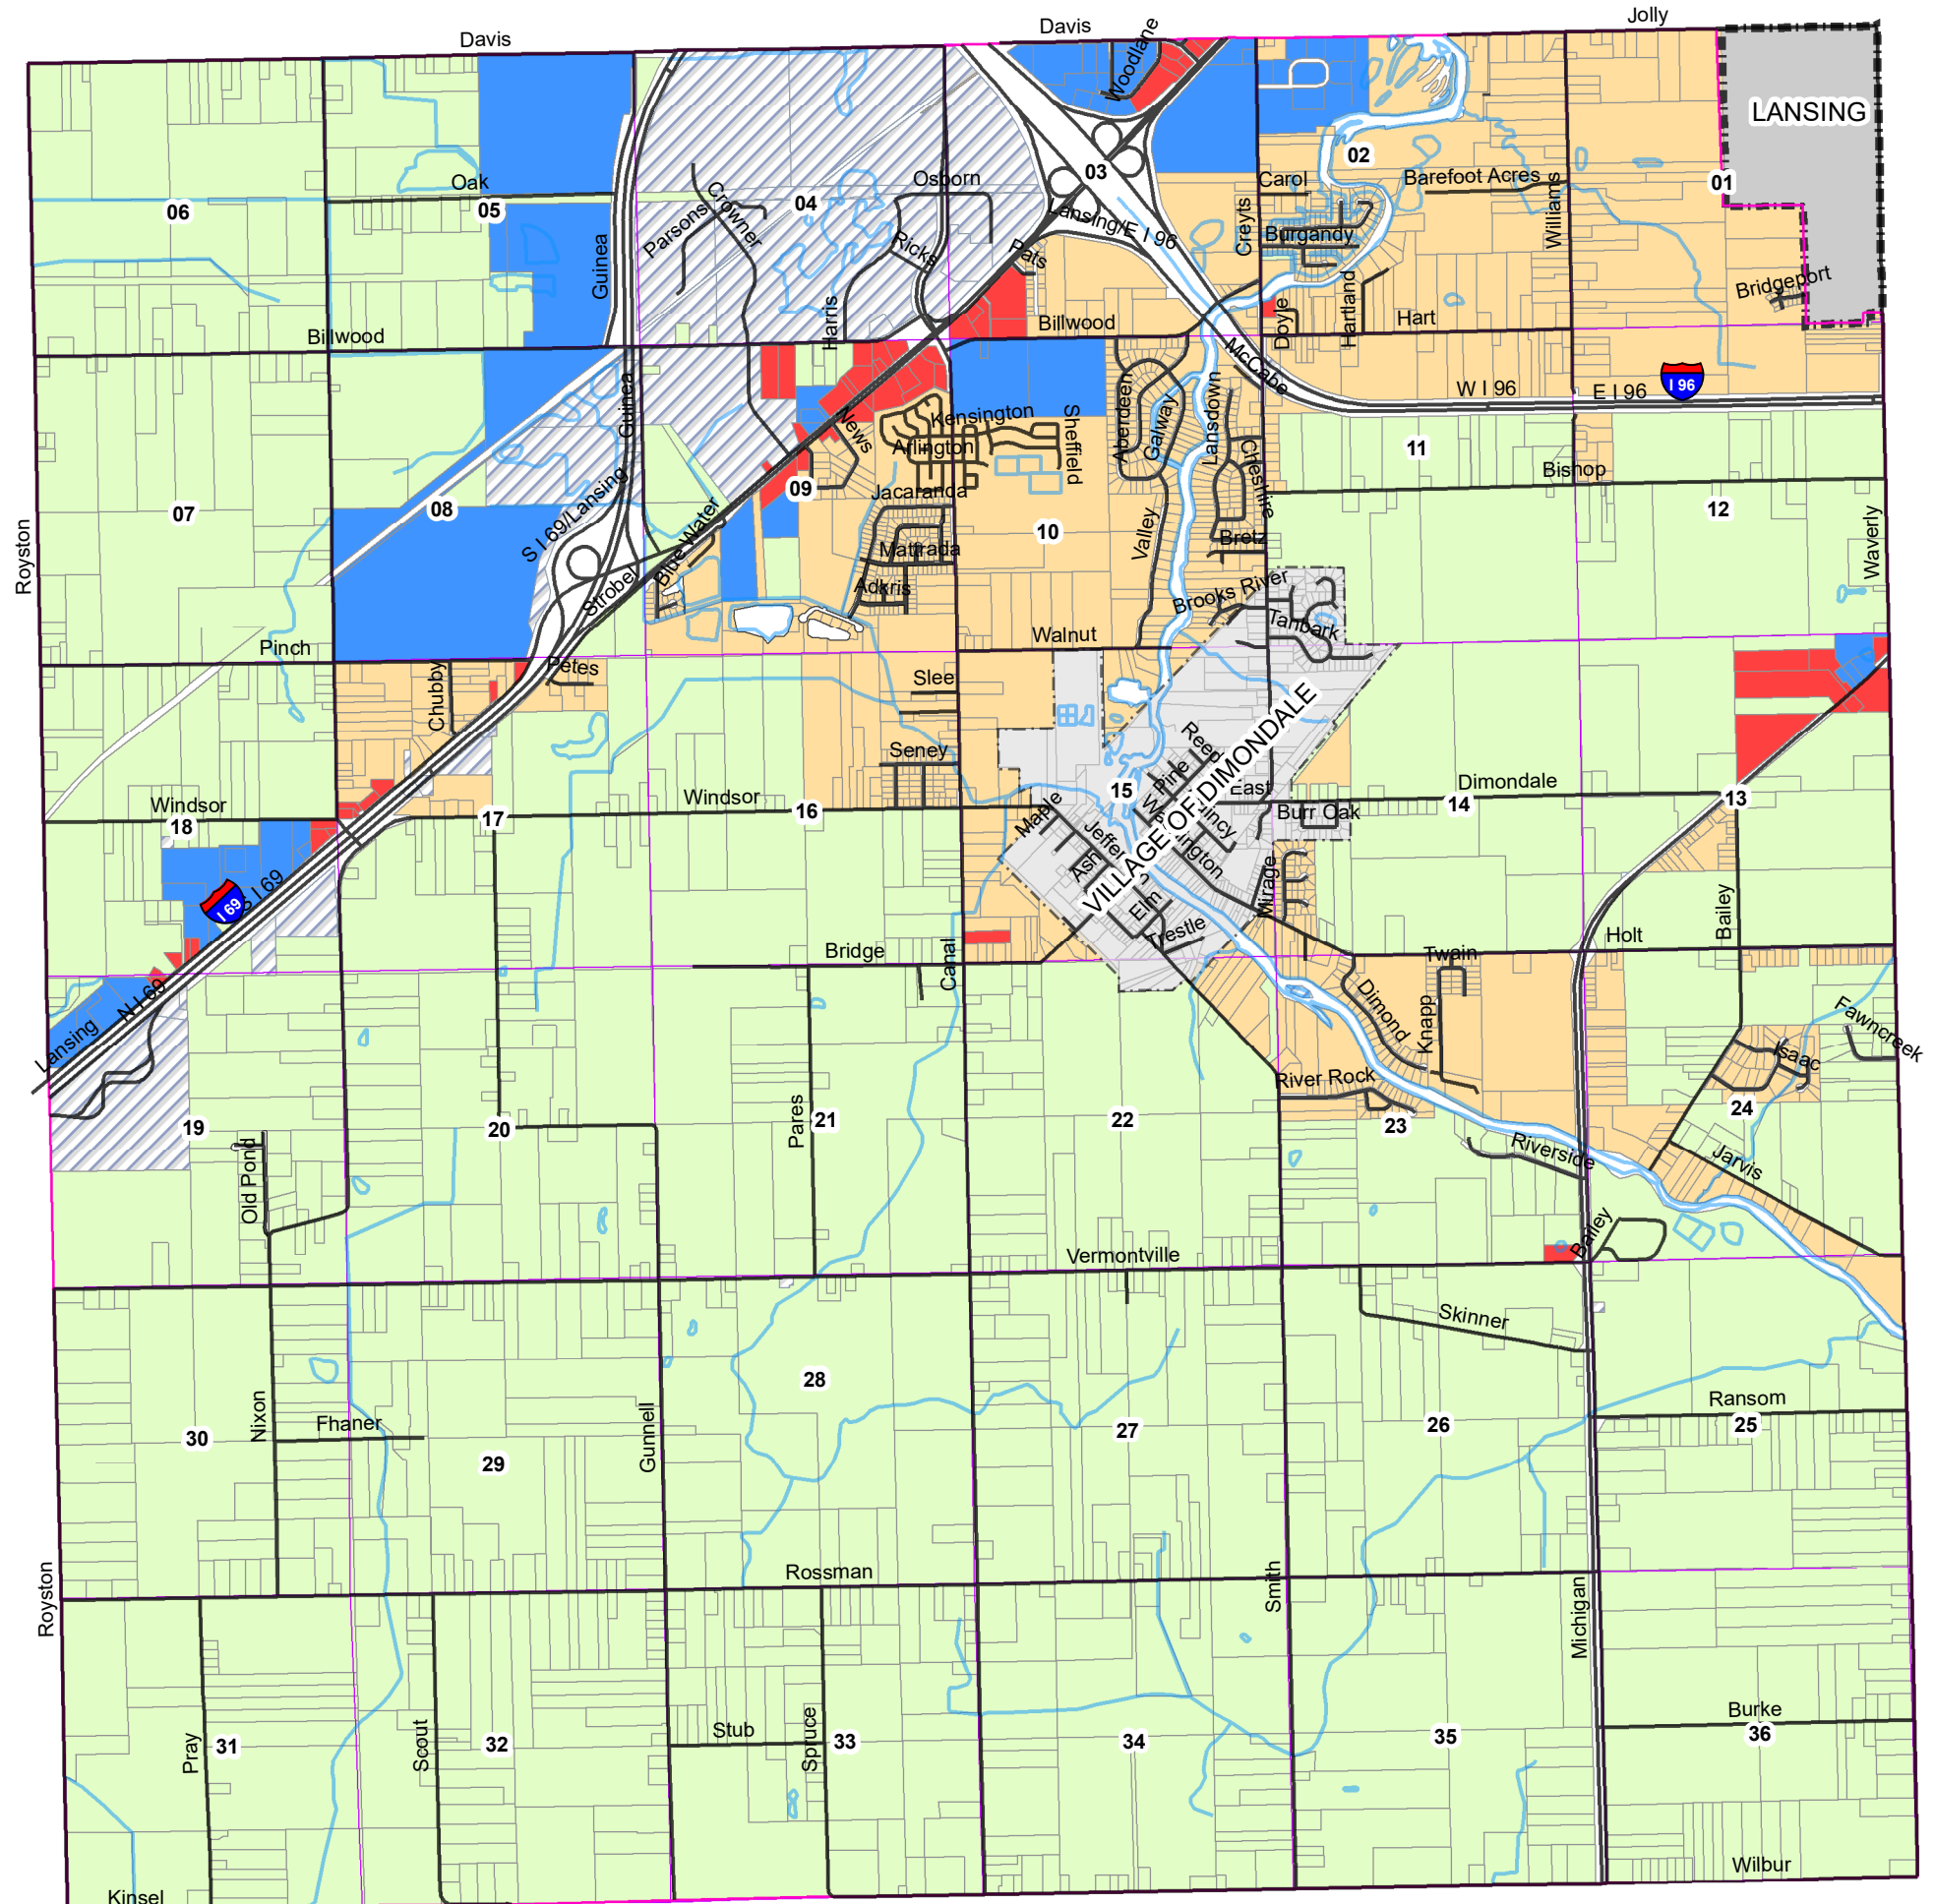 Davis
Davis
Jolly
Woodlane
LANSING
02
03
01
Oak
06
05
04
Osborn
Carol
Barefoot Acres
Williams
Parsons
Crowner
Lansing/E I 96
Creyts
Burgandy
Guinea
Ricks
Pats
Bridgeport
Harris
Billwood
Billwood
Doyle
Hartland
Hart
McCabe
W I 96
E I 96
I 96
Guinea
News
Kensington
Arlington
Sheffield
Aberdeen
Galway
Lansdown
Cheshire
11
Bishop
07
08
09
Jacaranda
10
12
S I 69/Lansing
Blue Water
Mattrada
Valley
Bretz
Waverly
Royston
Strobel
Adkris
Brooks River
Tanbark
Pinch
Walnut
Petes
Chubby
Slee
Seney
Reed
VILLAGE OF DIMONDALE
Pine
15
East
Dimondale
14
13
Windsor
18
17
Windsor
16
Maple
Burr Oak
Ash
Mirage
Elm
Trestle
S I 69
I 69
Bailey
Holt
Bridge
Canal
Twain
N I 69
Lansing
Dimond
Knapp
Fawncreek
Isaac
River Rock
24
19
20
Pares
21
22
23
Riverside
Jarvis
Old Pond
Bailey
Vermontville
Skinner
28
Ransom
30
Nixon
Fhaner
29
Gunnell
27
26
25
Rossman
Royston
Smith
Michigan
Pray
31
Scout
32
Stub
Spruce
33
34
35
Burke
36
Wilbur
Kinsel